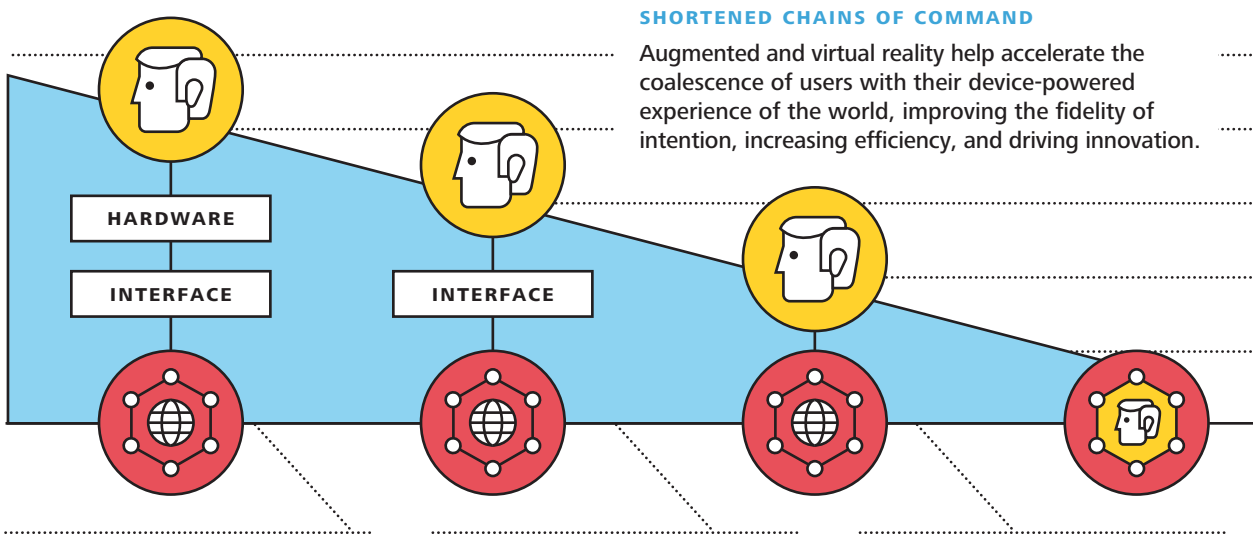 SHORTENED CHAINS OF COMMAND
Augmented and virtual reality help accelerate the
coalescence of users with their device-powered
experience of the world, improving the fidelity of
intention, increasing efficiency, and driving innovation.
HARDWARE
INTERFACE
INTERFACE